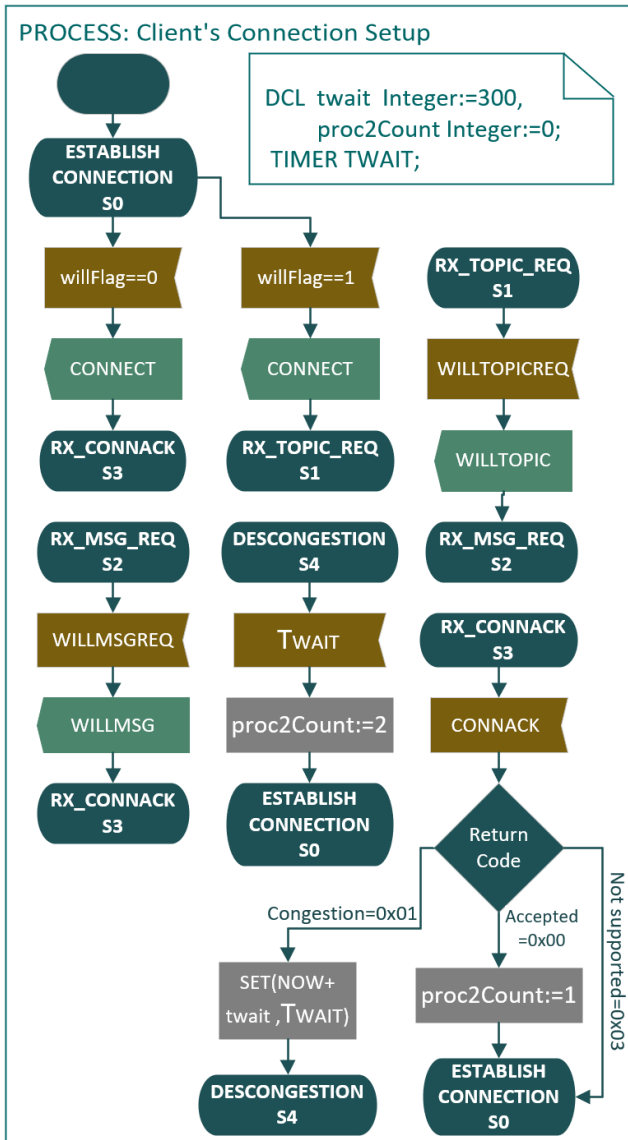 PROCESS: Client's Connection Setup
DCL twait Integer:=300,
proc2Count Integer:=0;
TIMER TWAIT;
ESTABLISH
CONNECTION
S0
willFlag==0
CONNECT
RX_CONNACK
S3
willFlag==1
CONNECT
RX_TOPIC_REQ
S1
RX_TOPIC_REQ
S1
WILLTOPICREQ
WILLTOPIC
RX_MSG_REQ
S2
RX_MSG_REQ
S2
WILLMSGREQ
WILLMSG
RX_CONNACK
S3
DESCONGESTION
S4
TWAIT
proc2Count:=2
ESTABLISH
CONNECTION
S0
RX_CONNACK
S3
CONNACK
Return
Code
Congestion=0x01
SET(NOW+
twait ,TWAIT)
DESCONGESTION
S4
Accepted
=0x00
proc2Count:=1
ESTABLISH
CONNECTION
S0
Not supported=0x03